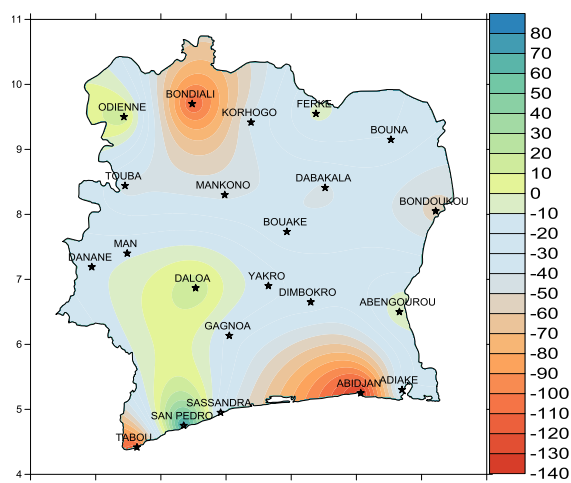 11
10
9
8
7
6
5
4
BONDIALI
ODIENNE
KORHOGO
FERKE
BOUNA
TOUBA
MANKONO
DABAKALA
BONDOUKOU
BOUAKE
MAN
DANANE
DALOA
YAKRO
DIMBOKRO
ABENGOUROU
GAGNOA
ABIDJAN
ADIAKE
SASSANDRA
SAN PEDRO
TABOU
80
70
60
50
40
30
20
10
0
-10
-20
-30
-40
-50
-60
-70
-80
-90
-100
-110
-120
-130
-140